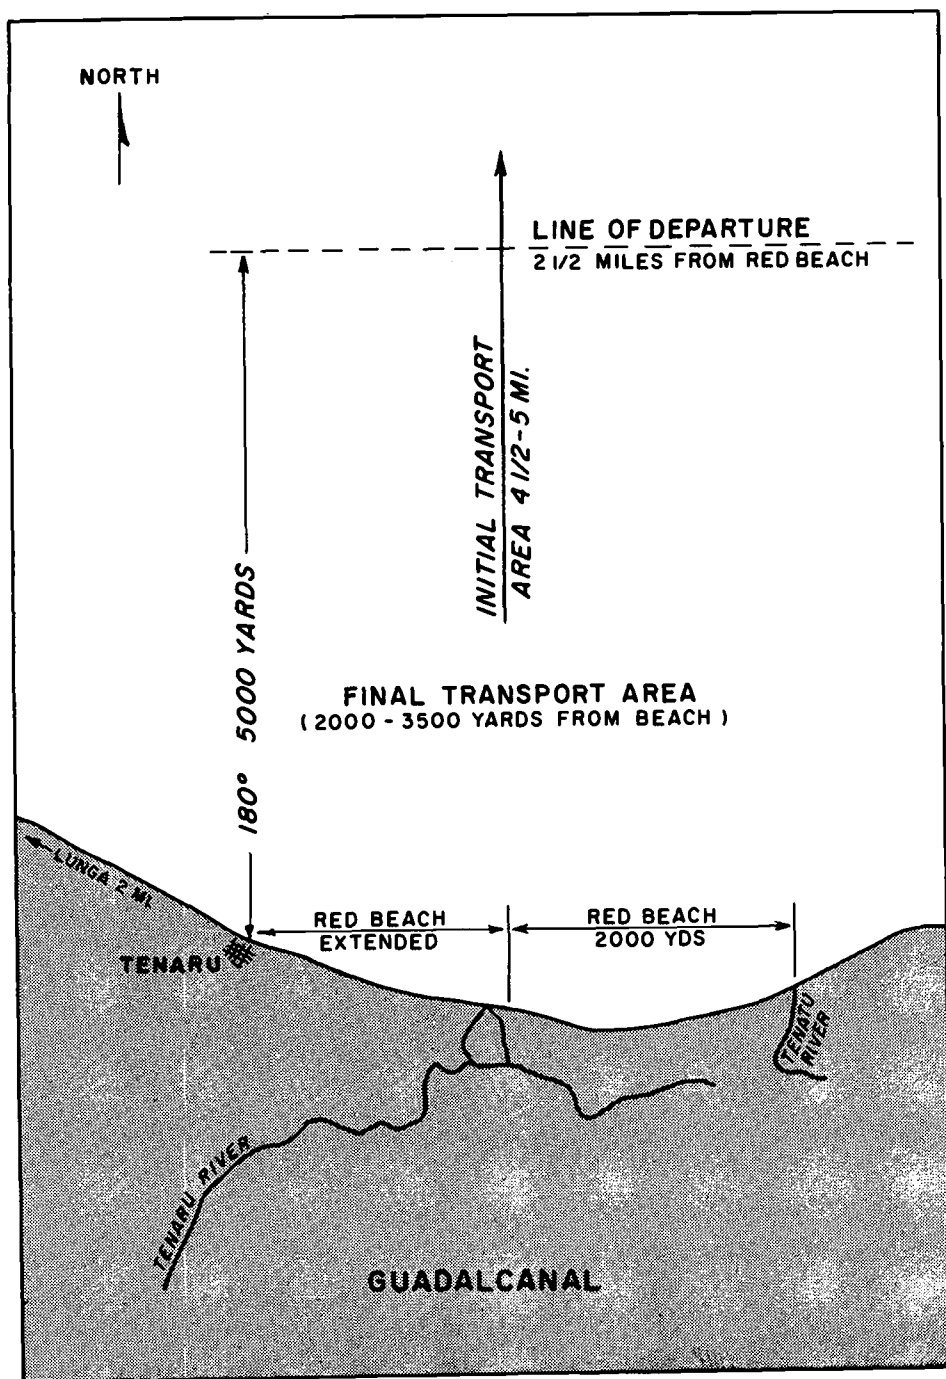 NORTH
LINE OF DEPARTURE
2 1/2 MILES FROM RED BEACH
INITIAL TRANSPORT
AREA 4 1/2-5 MI.
180° 5000 YARDS
FINAL TRANSPORT AREA
(2000 - 3500 YARDS FROM BEACH)
LUNGA 2 MI.
RED BEACH
EXTENDED
RED BEACH
2000 YDS
TENARU
TENATU
RIVER
TENARU RIVER
GUADALCANAL